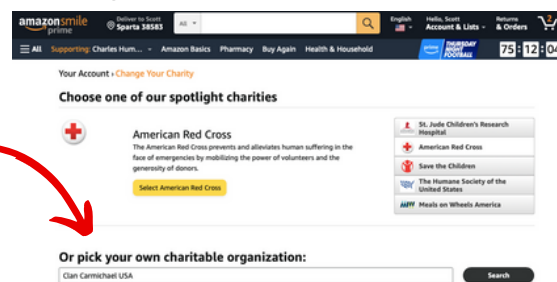 amazonsmile
prime
Deliver to Scott
Sparta 38583
All
English
Hello, Scott
Account & Lists
Returns
& Orders
2
All Supporting: Charles Hum... Amazon Basics Pharmacy Buy Again Health & Household
prime THURSDAY NIGHT FOOTBALL 75:12:04
Your Account › Change Your Charity
Choose one of our spotlight charities
American Red Cross
The American Red Cross prevents and alleviates human suffering in the
face of emergencies by mobilizing the power of volunteers and the
generosity of donors.
Select American Red Cross
St. Jude Children's Research
Hospital
American Red Cross
Save the Children
The Humane Society of the
United States
Meals on Wheels America
Or pick your own charitable organization:
Clan Carmichael USA
Search